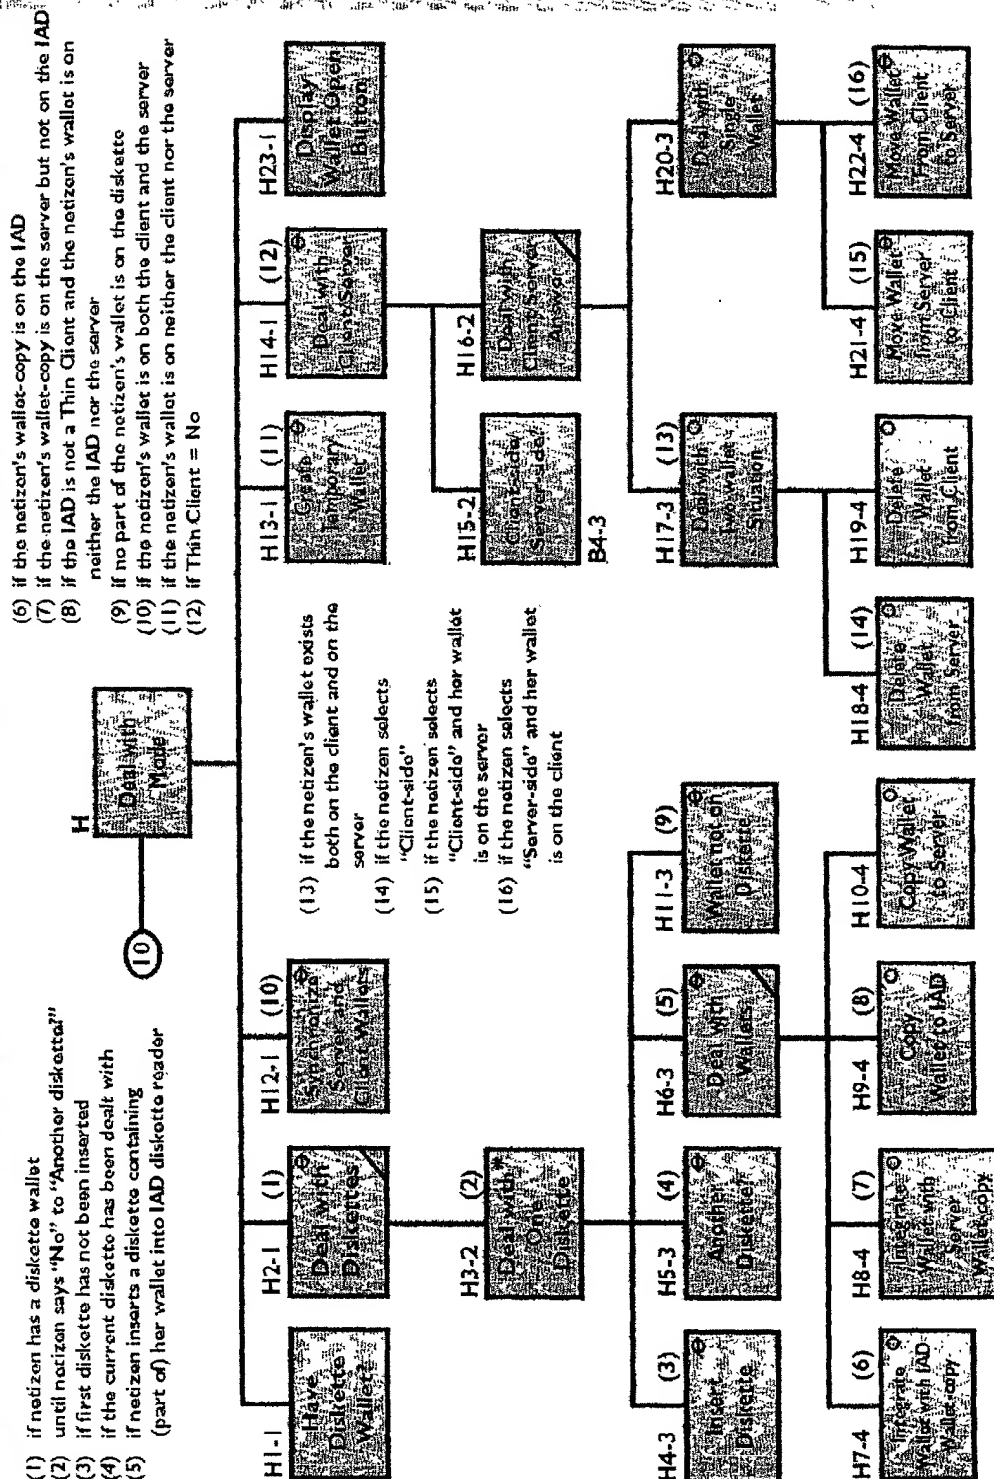 (1) if netizen has a diskette wallet
(2) until netizen says "No" to "Another diskette?"
(3) if first diskette has not been inserted
(4) if the current diskette has been dealt with
(5) if netizen inserts a diskette containing
(part of) her wallet into IAD diskette reader
(6) if the netizen's wallet-copy is on the IAD
(7) if the netizen's wallet-copy is on the server but not on the IAD
(8) if the IAD is not a Thin Client and the netizen's wallet is on
neither the IAD nor the server
(9) if no part of the netizen's wallet is on the diskette
(10) if the netizen's wallet is on both the client and the server
(11) if the netizen's wallet is on neither the client nor the server
(12) if Thin Client = No
H
Deal with
Mode
10
H1-1
Have
Diskette
Wallet?
H2-1 (1)
Deal with
Diskettes
H12-1 (10)
Synchronize
Server and
Client Wallets
H13-1 (11)
Create
Temporary
Wallet
H14-1 (12)
Deal with
Client/Server
H23-1
Display
Wallet Open
Button
(13) if the netizen's wallet exists
both on the client and on the
server
(14) if the netizen selects
"Client-side"
(15) if the netizen selects
"Client-side" and her wallet
is on the server
(16) if the netizen selects
"Server-side" and her wallet
is on the client
H3-2 (2)
Deal with *
One
Diskette
H15-2
Client-side/
Server-side?
B4-3
H16-2
Deal with
Client/Server
Answer
H4-3 (3)
Insert
Diskette
H5-3 (4)
Another
Diskette?
H6-3 (5)
Deal with
Wallets
H11-3 (9)
Wallet not on
Diskette
H17-3 (13)
Deal with
Two-wallet
Situation
H20-3
Deal with
Single
Wallet
H7-4 (6)
Integrate
Wallet with IAD
Wallet-copy
H8-4 (7)
Integrate
Wallet with
Server
Wallet-copy
H9-4 (8)
Copy
Wallet to IAD
H10-4
Copy Wallet
to Server
H18-4 (14)
Delete
Wallet
from Server
H19-4
Delete
Wallet
from Client
H21-4 (15)
Move Wallet
from Server
to Client
H22-4 (16)
Move Wallet
From Client
to Server